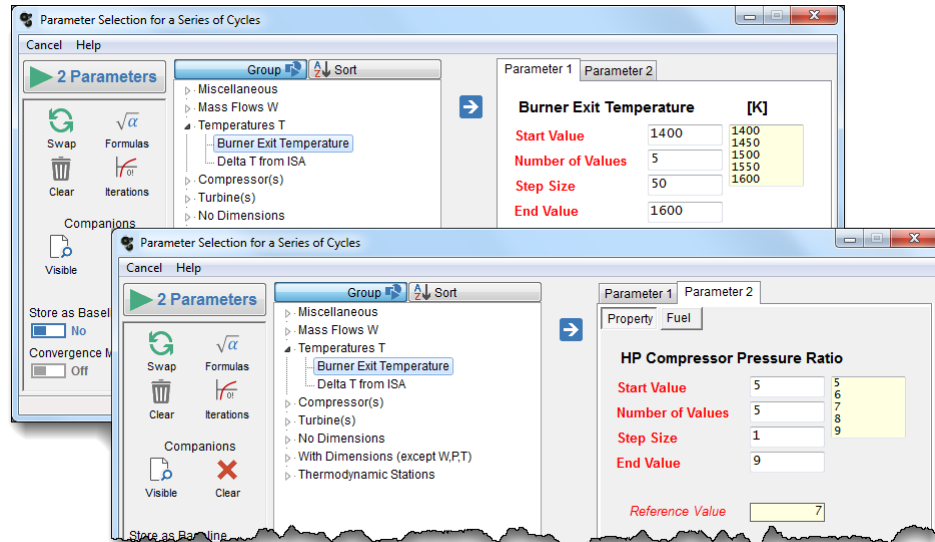 Parameter Selection for a Series of Cycles
Cancel Help
2 Parameters
Swap
√α
Formulas
Clear
0!
Iterations
Companions
Visible
Store as Basel
No
Convergence M
Off
Group
A Z Sort
Miscellaneous
Mass Flows W
Temperatures T
Burner Exit Temperature
Delta T from ISA
Compressor(s)
Turbine(s)
No Dimensions
Parameter 1 Parameter 2
Burner Exit Temperature [K]
Start Value 1400
Number of Values 5
Step Size 50
End Value 1600
1400
1450
1500
1550
1600
Parameter Selection for a Series of Cycles
Cancel Help
2 Parameters
Swap
√α
Formulas
Clear
0!
Iterations
Companions
Visible
Clear
Store as Baseline
Group
A Z Sort
Miscellaneous
Mass Flows W
Temperatures T
Burner Exit Temperature
Delta T from ISA
Compressor(s)
Turbine(s)
No Dimensions
With Dimensions (except W,P,T)
Thermodynamic Stations
Parameter 1 Parameter 2
Property Fuel
HP Compressor Pressure Ratio
Start Value 5
Number of Values 5
Step Size 1
End Value 9
5
6
7
8
9
Reference Value 7